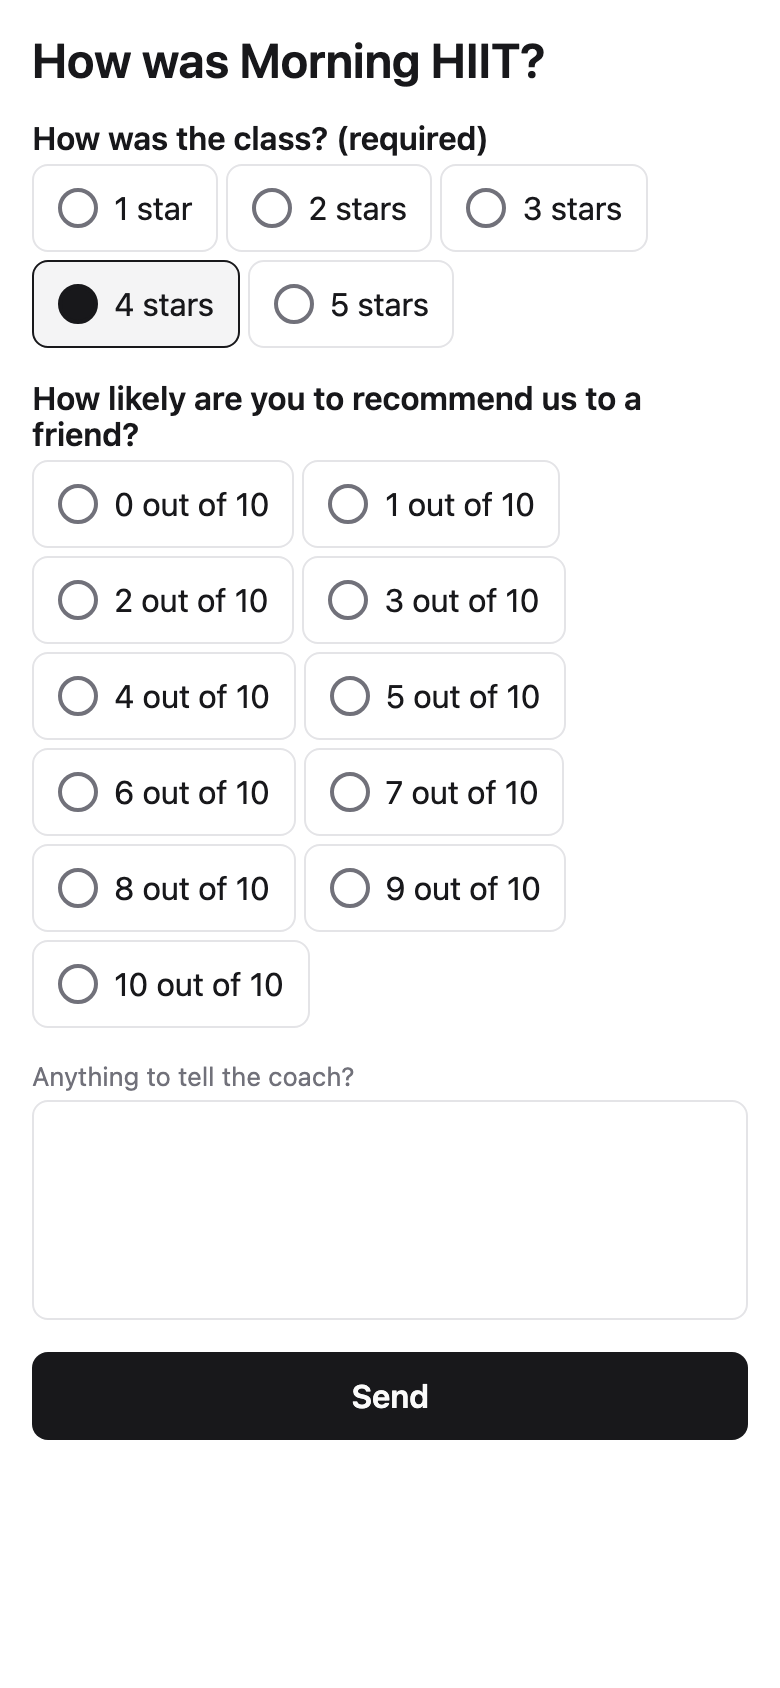 How was Morning HIIT?
How was the class? (required)
1 star
2 stars
3 stars
4 stars
5 stars
How likely are you to recommend us to a
friend?
0 out of 10
1 out of 10
2 out of 10
3 out of 10
4 out of 10
5 out of 10
6 out of 10
7 out of 10
8 out of 10
9 out of 10
10 out of 10
Anything to tell the coach?
Send